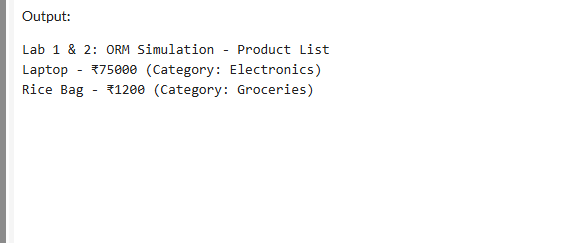 Output:
Lab 1 & 2: ORM Simulation - Product List
Laptop - ₹75000 (Category: Electronics)
Rice Bag - ₹1200 (Category: Groceries)